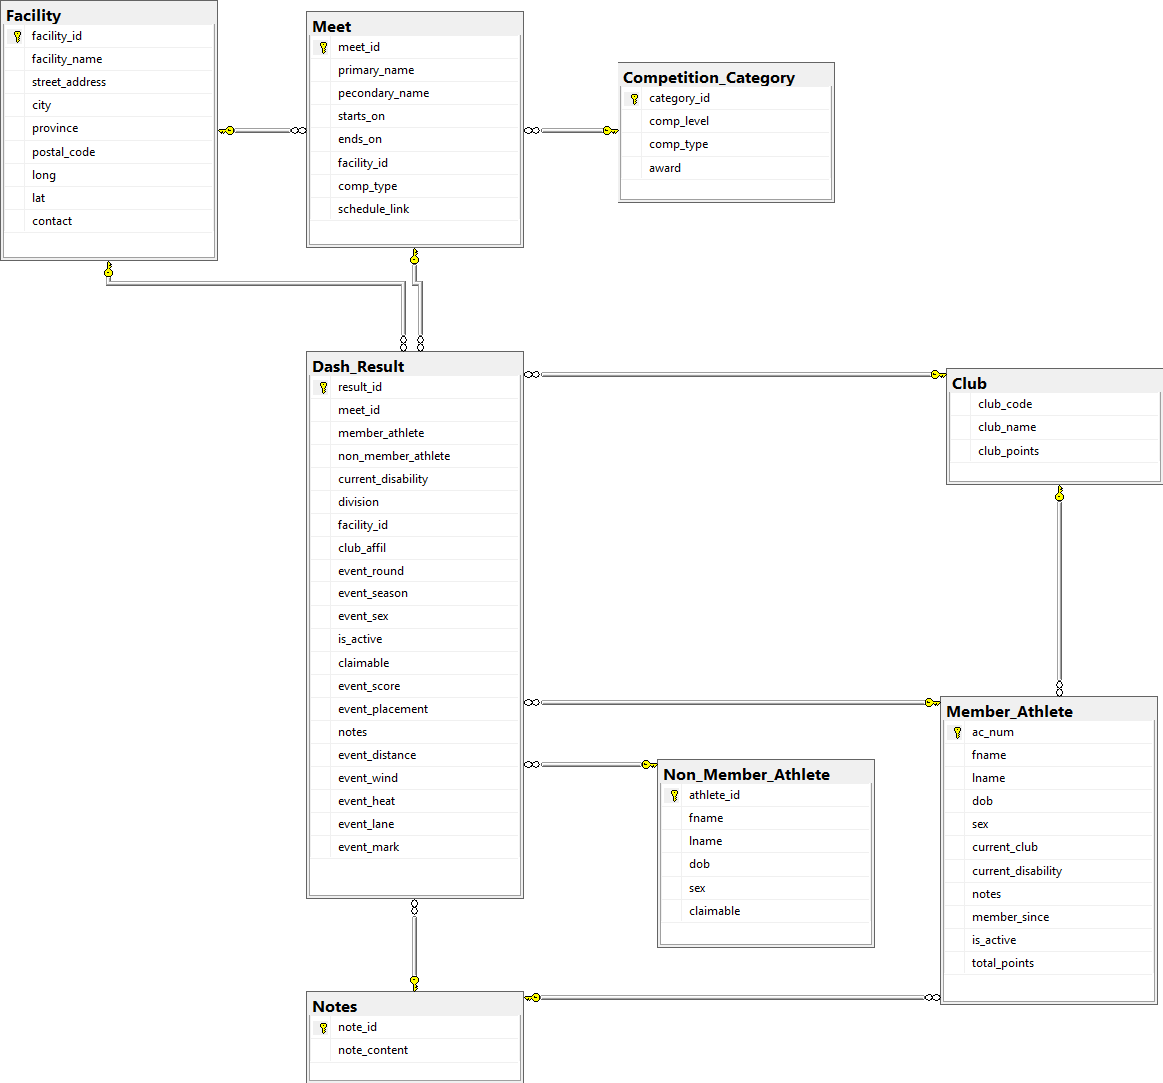 Facility
facility_id
facility_name
street_address
city
province
postal_code
long
lat
contact
Meet
meet_id
primary_name
pecondary_name
starts_on
ends_on
facility_id
comp_type
schedule_link
Competition_Category
category_id
comp_level
comp_type
award
Dash_Result
result_id
meet_id
member_athlete
non_member_athlete
current_disability
division
facility_id
club_affil
event_round
event_season
event_sex
is_active
claimable
event_score
event_placement
notes
event_distance
event_wind
event_heat
event_lane
event_mark
Club
club_code
club_name
club_points
Non_Member_Athlete
athlete_id
fname
lname
dob
sex
claimable
Member_Athlete
ac_num
fname
lname
dob
sex
current_club
current_disability
notes
member_since
is_active
total_points
Notes
note_id
note_content